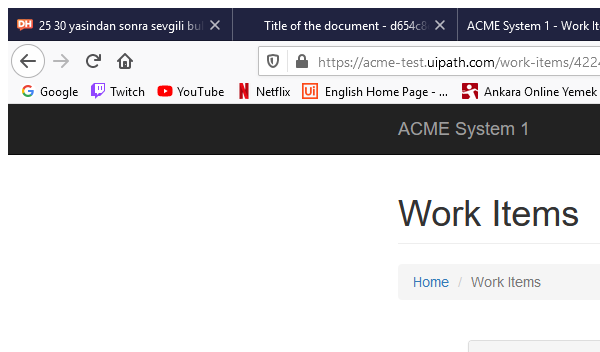 DH 25 30 yasindan sonra sevgili bul
Title of the document - d654c8
ACME System 1 - Work It
https://acme-test.uipath.com/work-items/4224
Google Twitch YouTube N Netflix Ui English Home Page - ... Ankara Online Yemek
ACME System 1
Work Items
Home / Work Items